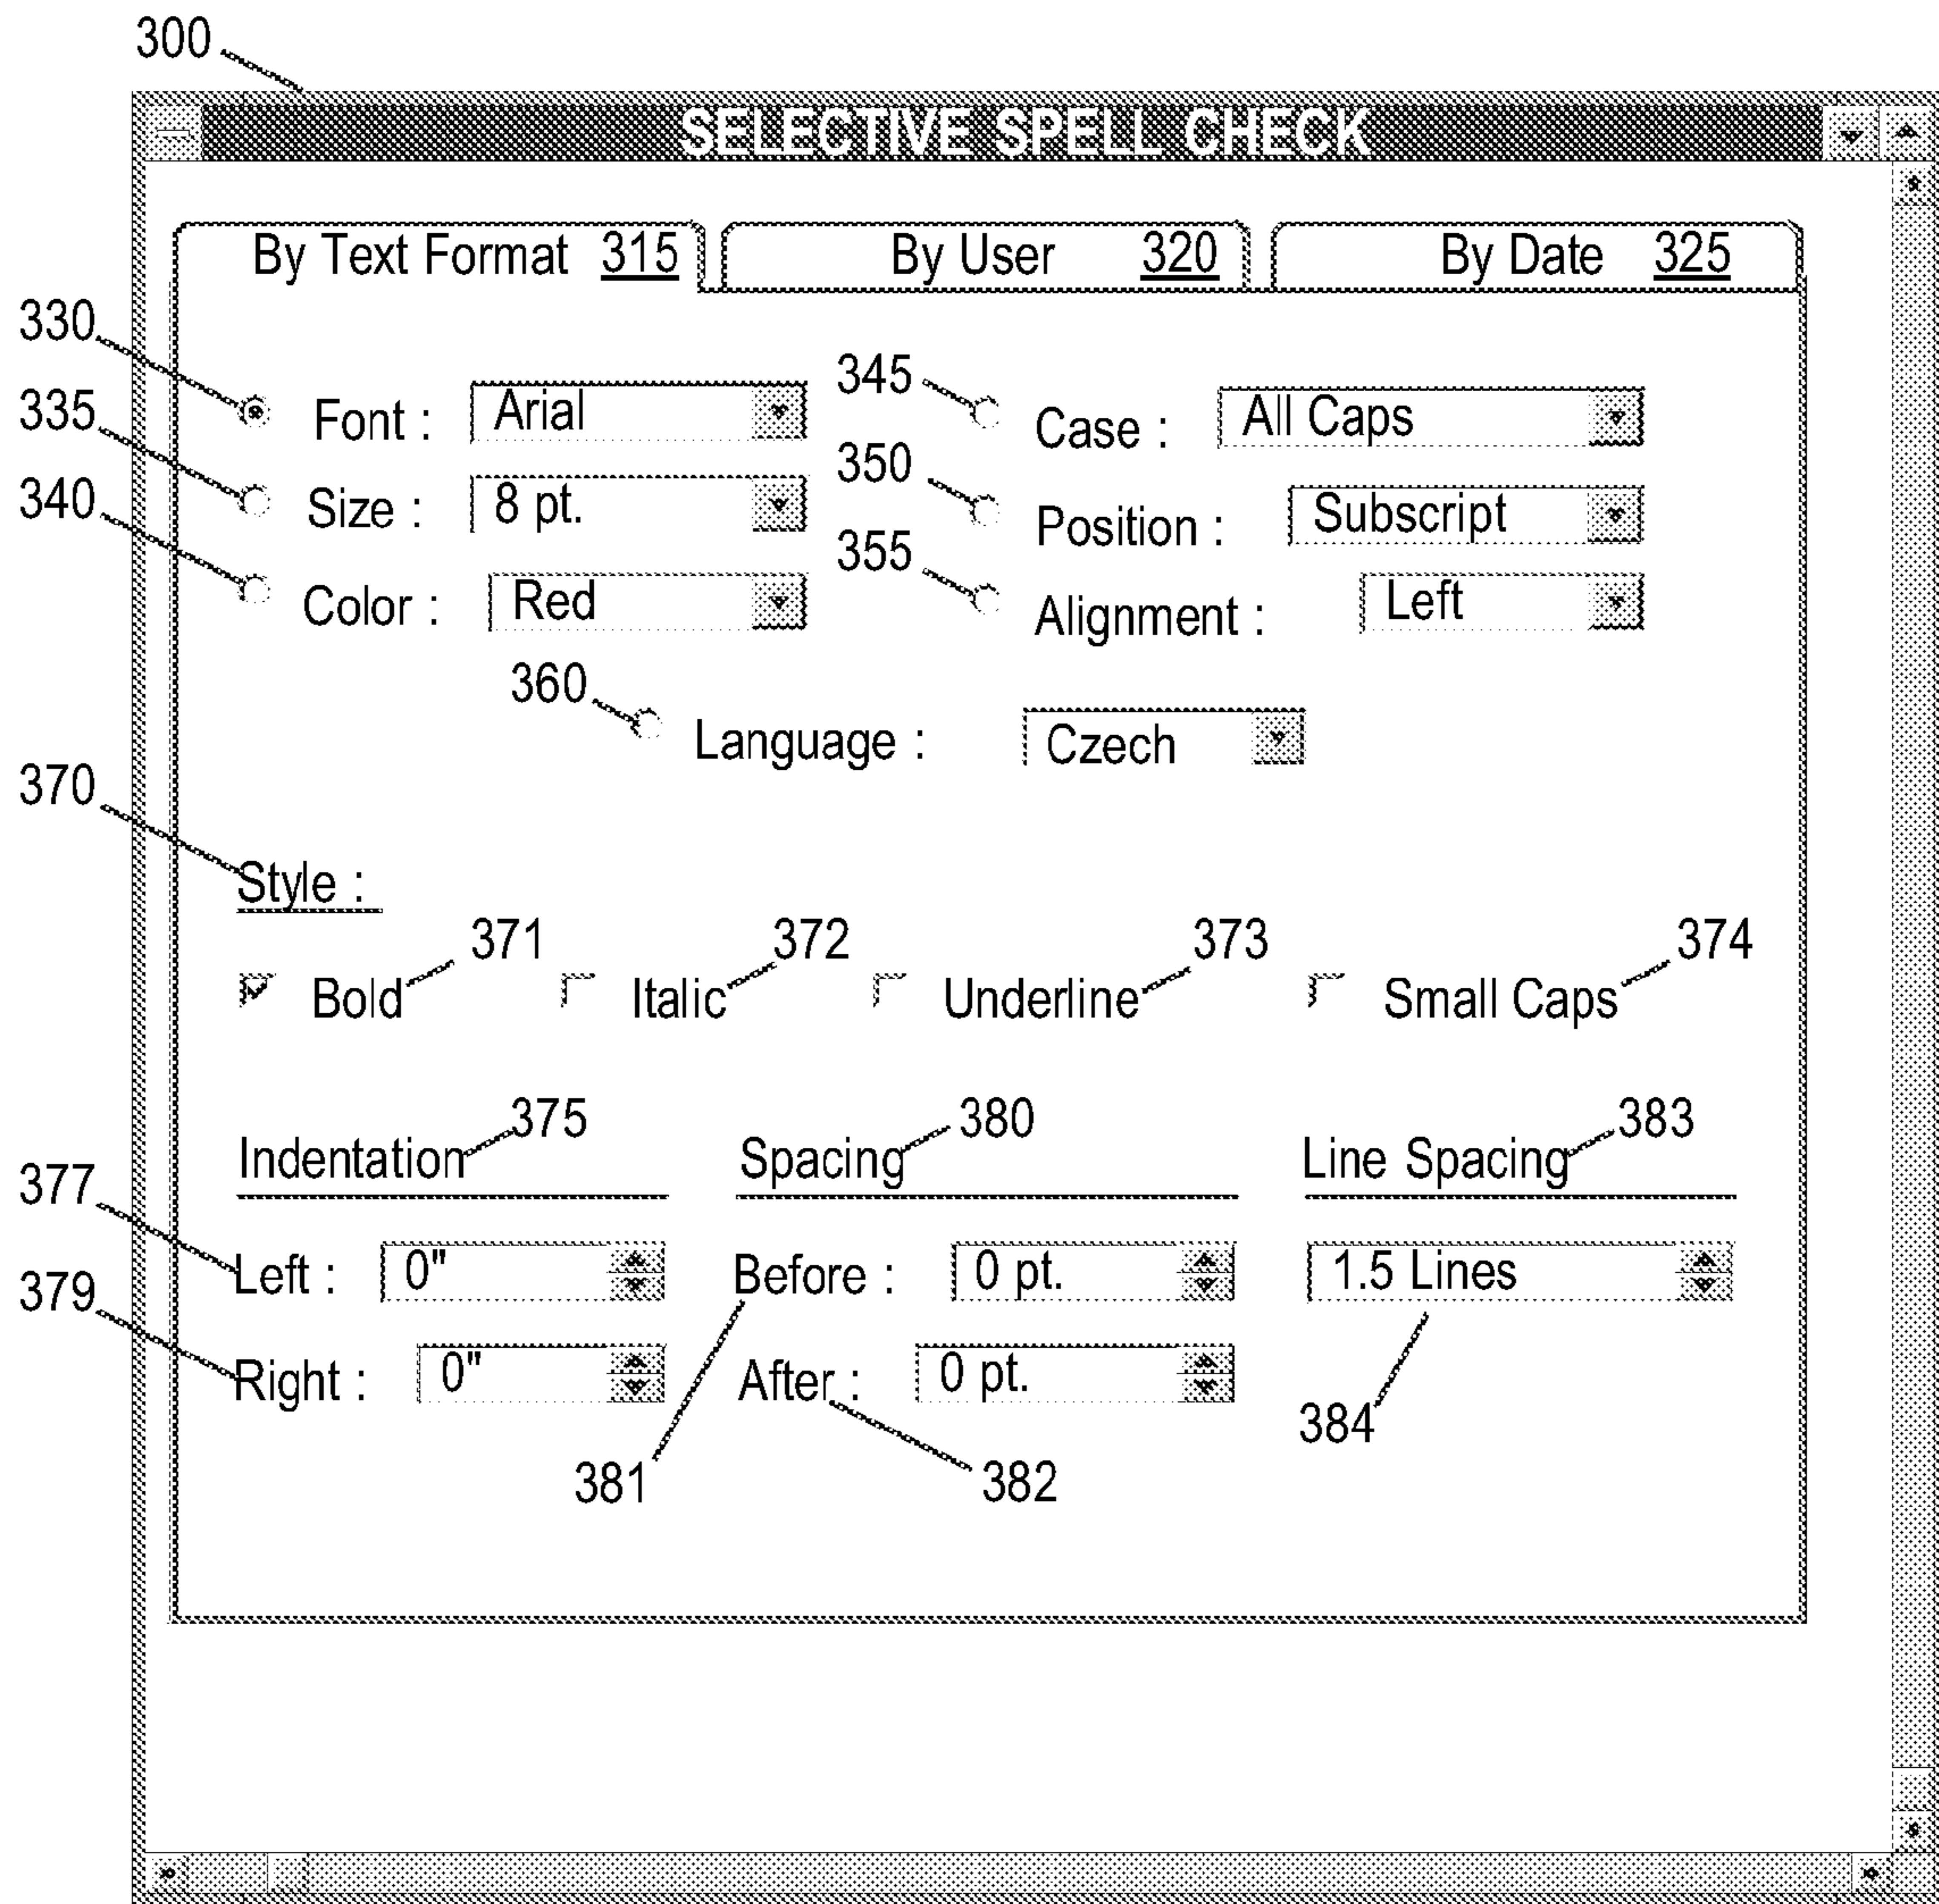 300
SELECTIVE SPELL CHECK
By Text Format 315 By User 320 By Date 325
330 Font : Arial 345 Case : All Caps
335 Size : 8 pt. 350 Position : Subscript
340 Color : Red 355 Alignment : Left
360 Language : Czech
370
Style :
371 372 373 374
Bold Italic Underline Small Caps
375 380 383
Indentation Spacing Line Spacing
377 Left : 0" Before : 0 pt. 1.5 Lines
379 Right : 0" After : 0 pt. 384
381 382